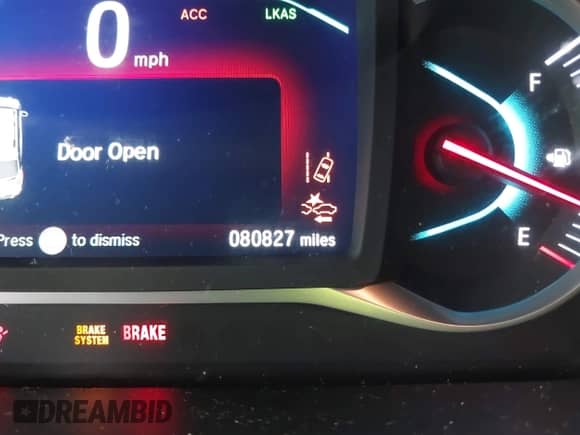 0 mph
ACC
LKAS
Door Open
Press to dismiss
080827 miles
F
E
BRAKE SYSTEM
BRAKE
DREAMBID